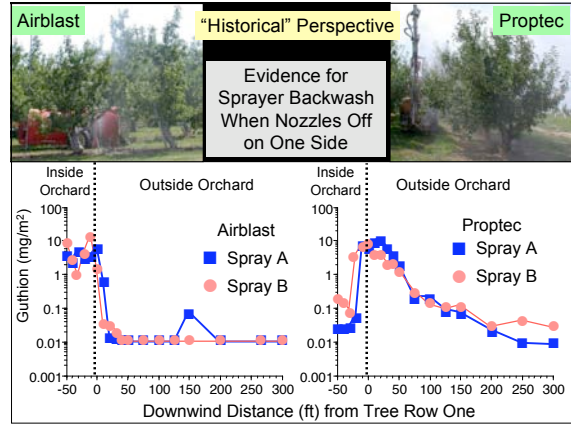 Airblast
“Historical” Perspective
Proptec
Evidence for
Sprayer Backwash
When Nozzles Off
on One Side
Inside
Orchard
Outside Orchard
Inside
Orchard
Outside Orchard
Guthion (mg/m²)
100
10
1
0.1
0.01
0.001
Airblast
Spray A
Spray B
-50 0 50 100 150 200 250 300
100
10
1
0.1
0.01
0.001
Proptec
Spray A
Spray B
-50 0 50 100 150 200 250 300
Downwind Distance (ft) from Tree Row One